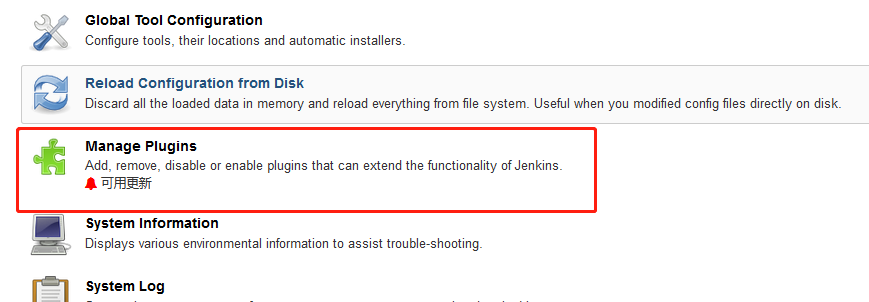 Global Tool Configuration
Configure tools, their locations and automatic installers.
Reload Configuration from Disk
Discard all the loaded data in memory and reload everything from file system. Useful when you modified config files directly on disk.
Manage Plugins
Add, remove, disable or enable plugins that can extend the functionality of Jenkins.
可用更新
System Information
Displays various environmental information to assist trouble-shooting.
System Log